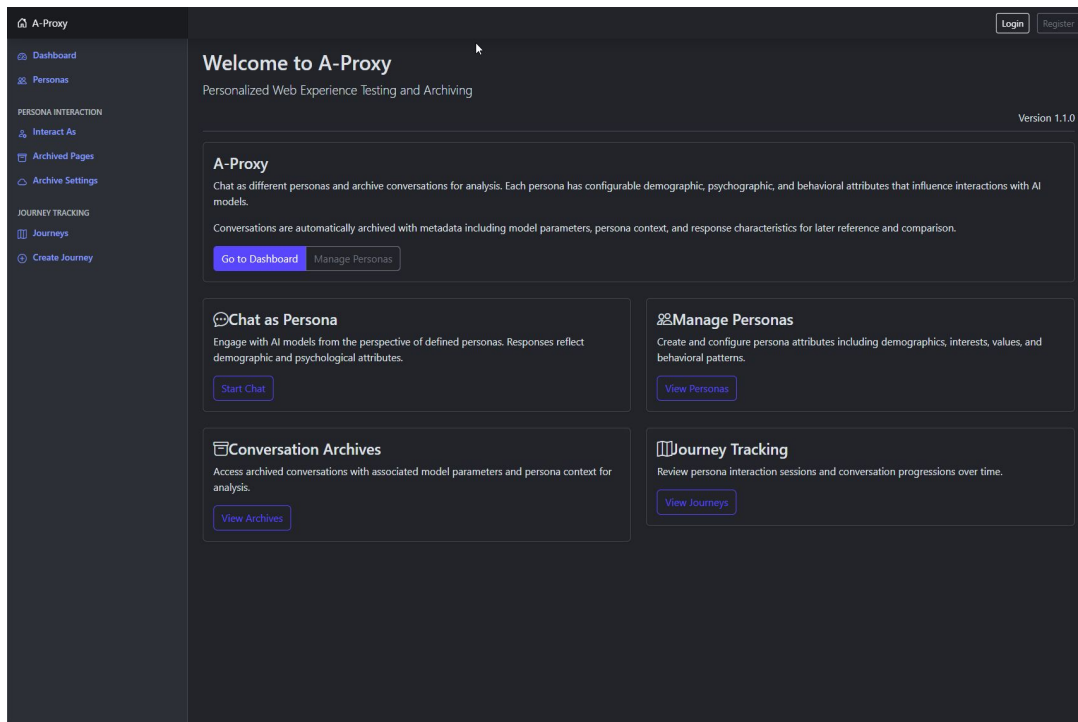 A-Proxy
Login
Register
Dashboard
Personas
PERSONA INTERACTION
Interact As
Archived Pages
Archive Settings
JOURNEY TRACKING
Journeys
Create Journey
Welcome to A-Proxy
Personalized Web Experience Testing and Archiving
Version 1.1.0
A-Proxy
Chat as different personas and archive conversations for analysis. Each persona has configurable demographic, psychographic, and behavioral attributes that influence interactions with AI
models.
Conversations are automatically archived with metadata including model parameters, persona context, and response characteristics for later reference and comparison.
Go to Dashboard
Manage Personas
Chat as Persona
Engage with AI models from the perspective of defined personas. Responses reflect
demographic and psychological attributes.
Start Chat
Manage Personas
Create and configure persona attributes including demographics, interests, values, and
behavioral patterns.
View Personas
Conversation Archives
Access archived conversations with associated model parameters and persona context for
analysis.
View Archives
Journey Tracking
Review persona interaction sessions and conversation progressions over time.
View Journeys